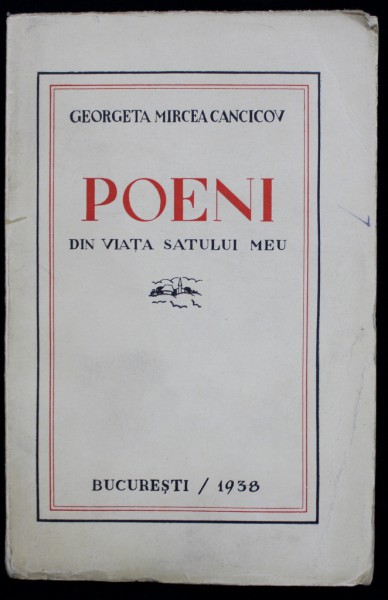 GEORGETA MIRCEA CANCICOV
POENI
DIN VIAȚA SATULUI MEU
BUCUREȘTI / 1938